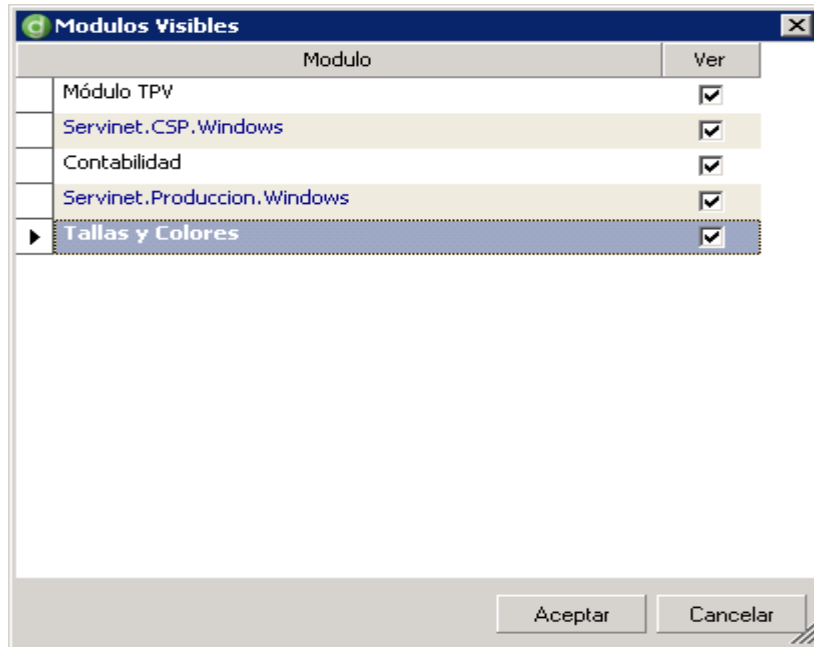 Modulos Visibles
Modulo Ver
Módulo TPV
Servinet.CSP.Windows
Contabilidad
Servinet.Produccion.Windows
Tallas y Colores
Aceptar Cancelar